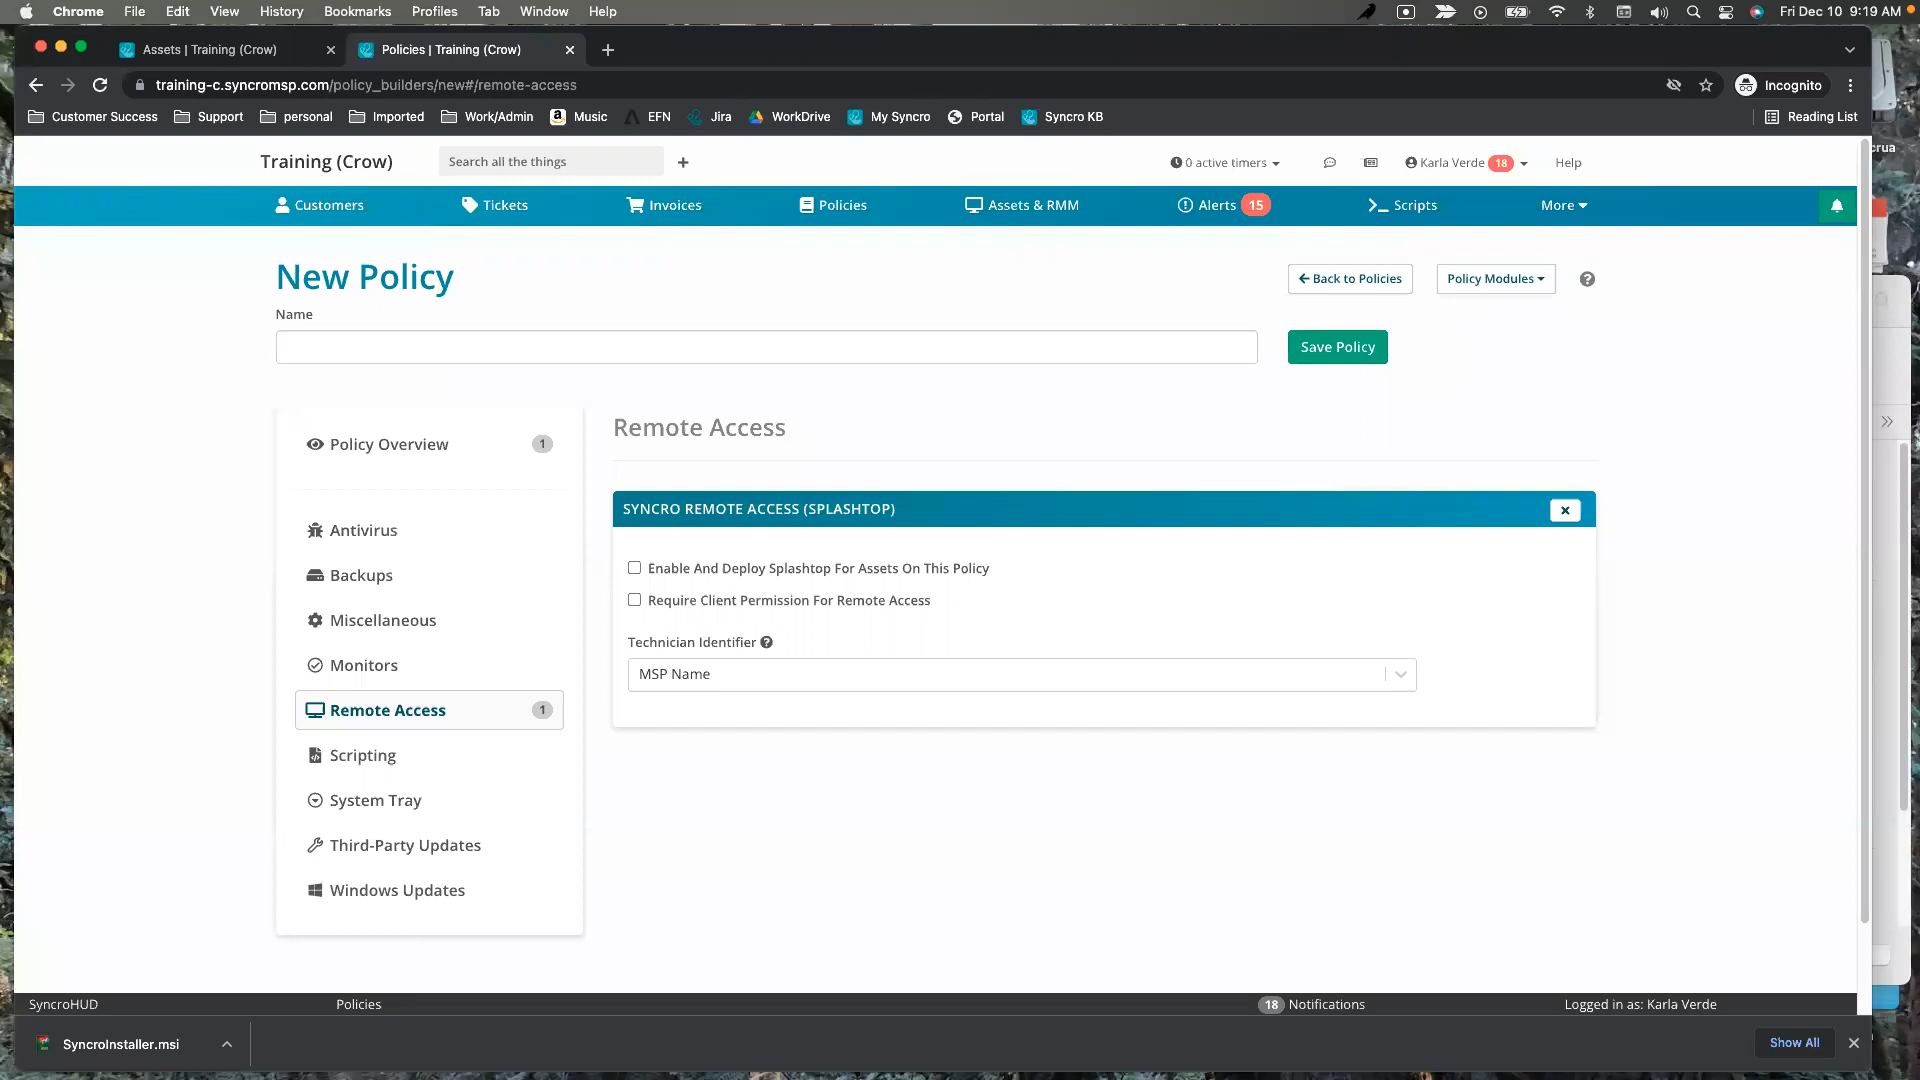 Chrome File Edit View History Bookmarks Profiles Tab Window Help Fri Dec 10 9:19 AM
Assets | Training (Crow) Policies | Training (Crow)
training-c.syncromsp.com/policy_builders/new#/remote-access Incognito
Customer Success Support personal Imported Work/Admin Music EFN Jira WorkDrive My Syncro Portal Syncro KB Reading List
crua
Training (Crow) Search all the things + 0 active timers Karla Verde 18 Help
Customers Tickets Invoices Policies Assets & RMM Alerts 15 Scripts More
New Policy
Back to Policies Policy Modules
Name
Save Policy
Policy Overview 1
Antivirus
Backups
Miscellaneous
Monitors
Remote Access 1
Scripting
System Tray
Third-Party Updates
Windows Updates
Remote Access
SYNCRO REMOTE ACCESS (SPLASHTOP)
Enable And Deploy Splashtop For Assets On This Policy
Require Client Permission For Remote Access
Technician Identifier
MSP Name
SyncroHUD Policies 18 Notifications Logged in as: Karla Verde
SyncroInstaller.msi Show All